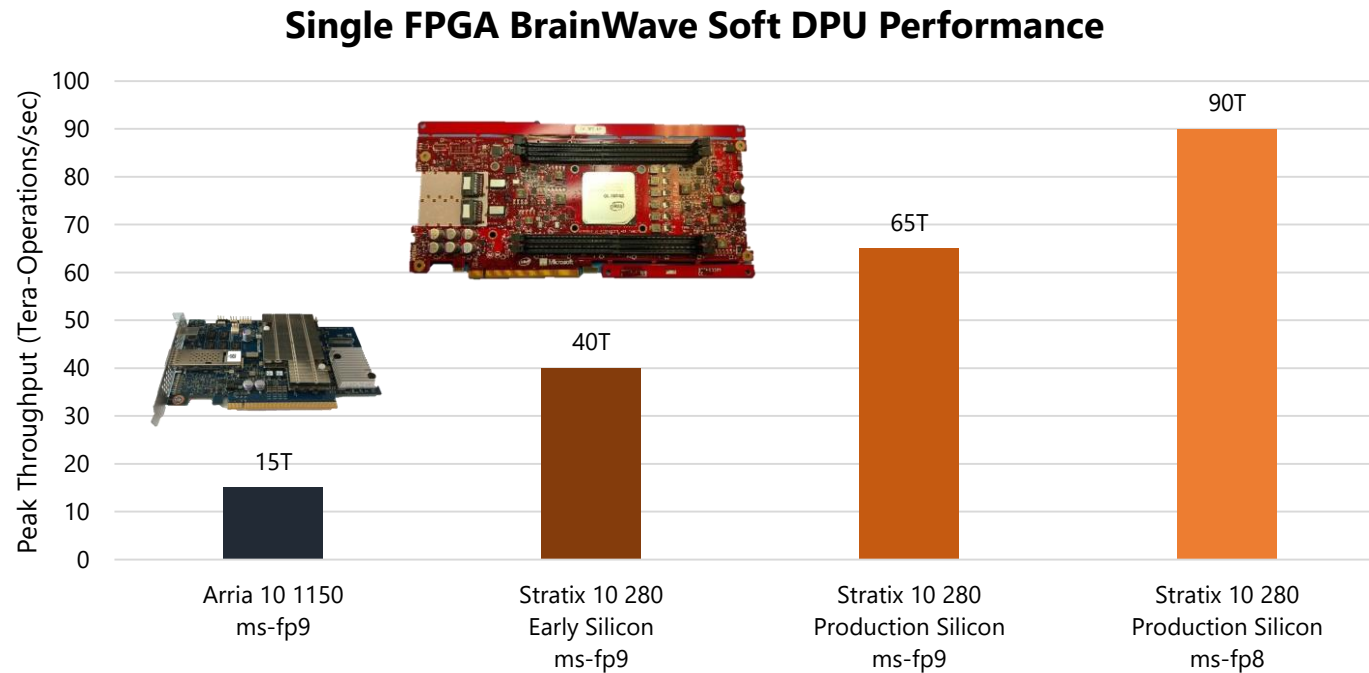 Single FPGA BrainWave Soft DPU Performance
Peak Throughput (Tera-Operations/sec)
100
90
80
70
60
50
40
30
20
10
0
15T
40T
65T
90T
Arria 10 1150
ms-fp9
Stratix 10 280
Early Silicon
ms-fp9
Stratix 10 280
Production Silicon
ms-fp9
Stratix 10 280
Production Silicon
ms-fp8
intel
Microsoft